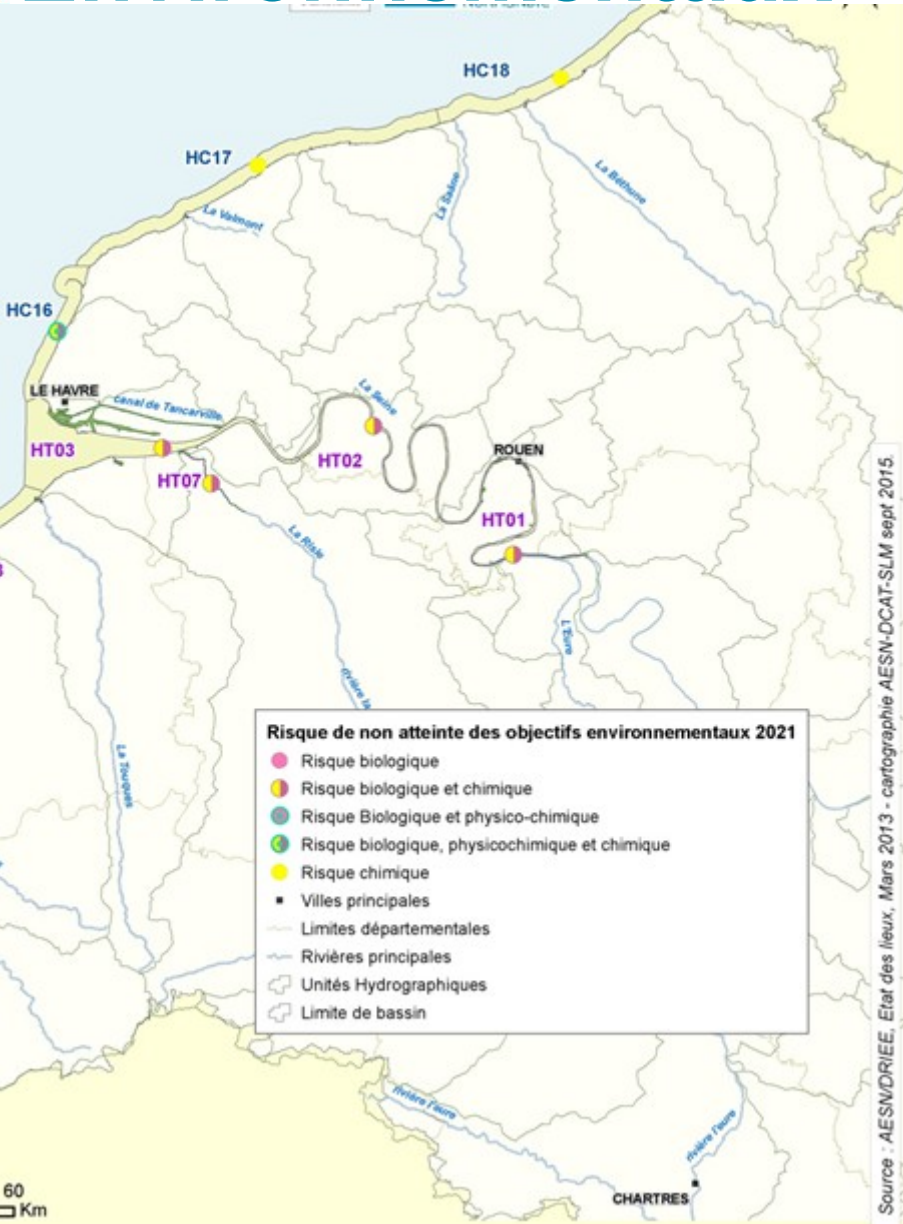 HC18
HC17
La Saâne
La Béthune
La Valmont
HC16
LE HAVRE
canal de Tancarville
La Seine
HT03
HT02
ROUEN
HT07
HT01
La Risle
L'Eure
rivière la
La Touques
Risque de non atteinte des objectifs environnementaux 2021
Risque biologique
Risque biologique et chimique
Risque Biologique et physico-chimique
Risque biologique, physicochimique et chimique
Risque chimique
Villes principales
Limites départementales
Rivières principales
Unités Hydrographiques
Limite de bassin
rivière l'eure
rivière l'eure
CHARTRES
60
Km
Source : AESN/DRIEE, Etat des lieux, Mars 2013 - cartographie AESN-DCAT-SLM sept 2015.